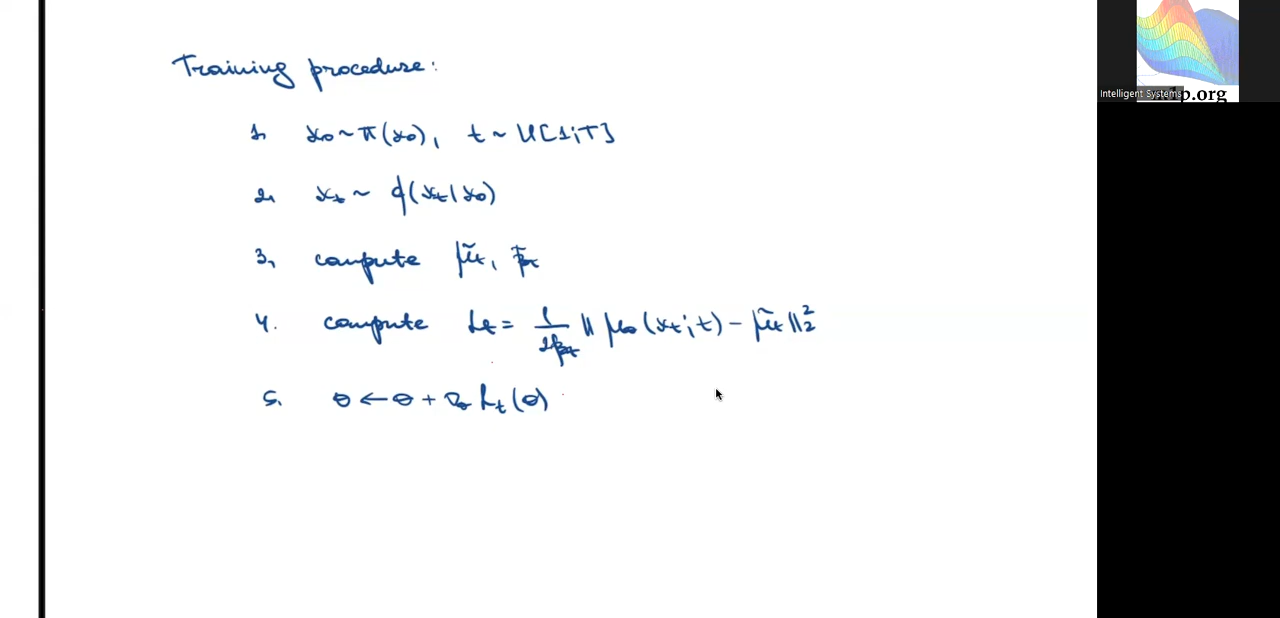 Training procedure:
1. x₀ ~ π(x₀), t ~ U[1;T]
2. xₜ ~ q(xₜ|x₀)
3. compute μ̃ₜ, β̃ₜ
4. compute Lₜ = 1/(2β̃ₜ) ‖ μ_θ(xₜ; t) − μ̃ₜ ‖₂²
5. θ ← θ + ∇_θ Lₜ(θ)
Intelligent Systems